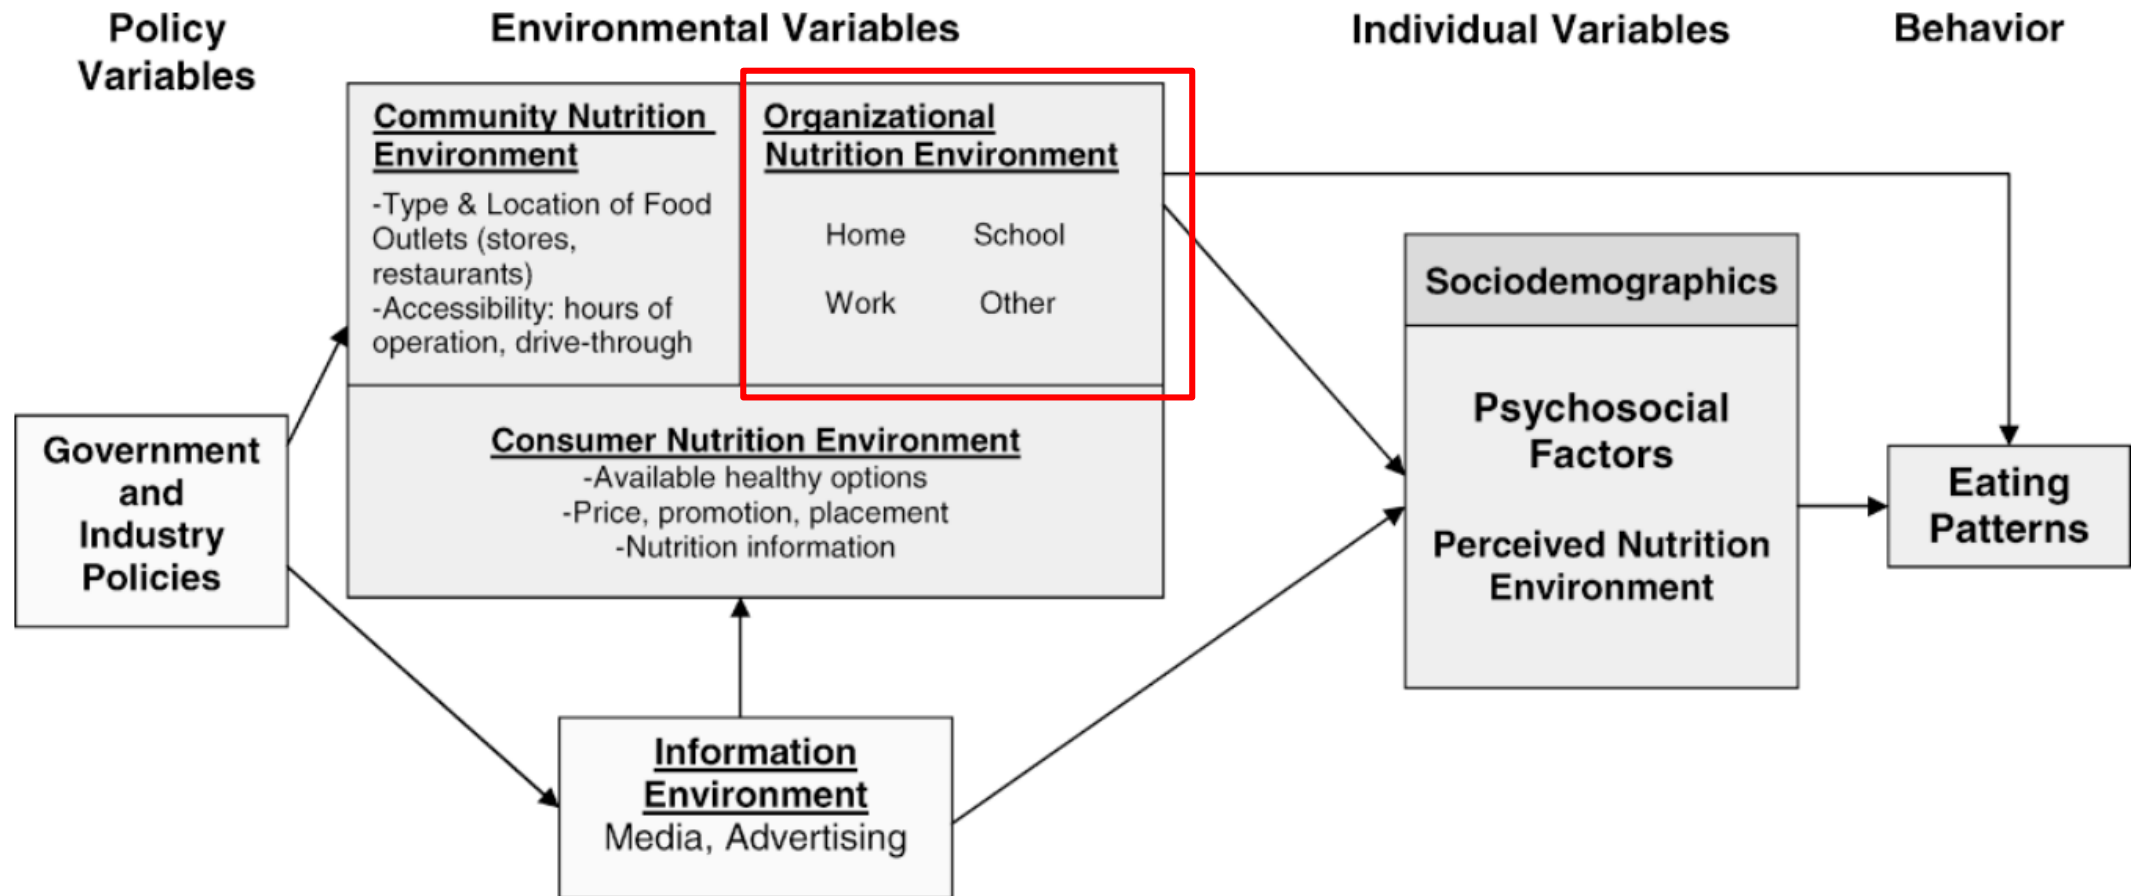 Policy
Variables
Environmental Variables
Individual Variables
Behavior
Community Nutrition
Environment
-Type & Location of Food
Outlets (stores,
restaurants)
-Accessibility: hours of
operation, drive-through
Organizational
Nutrition Environment
Home School
Work Other
Consumer Nutrition Environment
-Available healthy options
-Price, promotion, placement
-Nutrition information
Government
and
Industry
Policies
Information
Environment
Media, Advertising
Sociodemographics
Psychosocial
Factors
Perceived Nutrition
Environment
Eating
Patterns